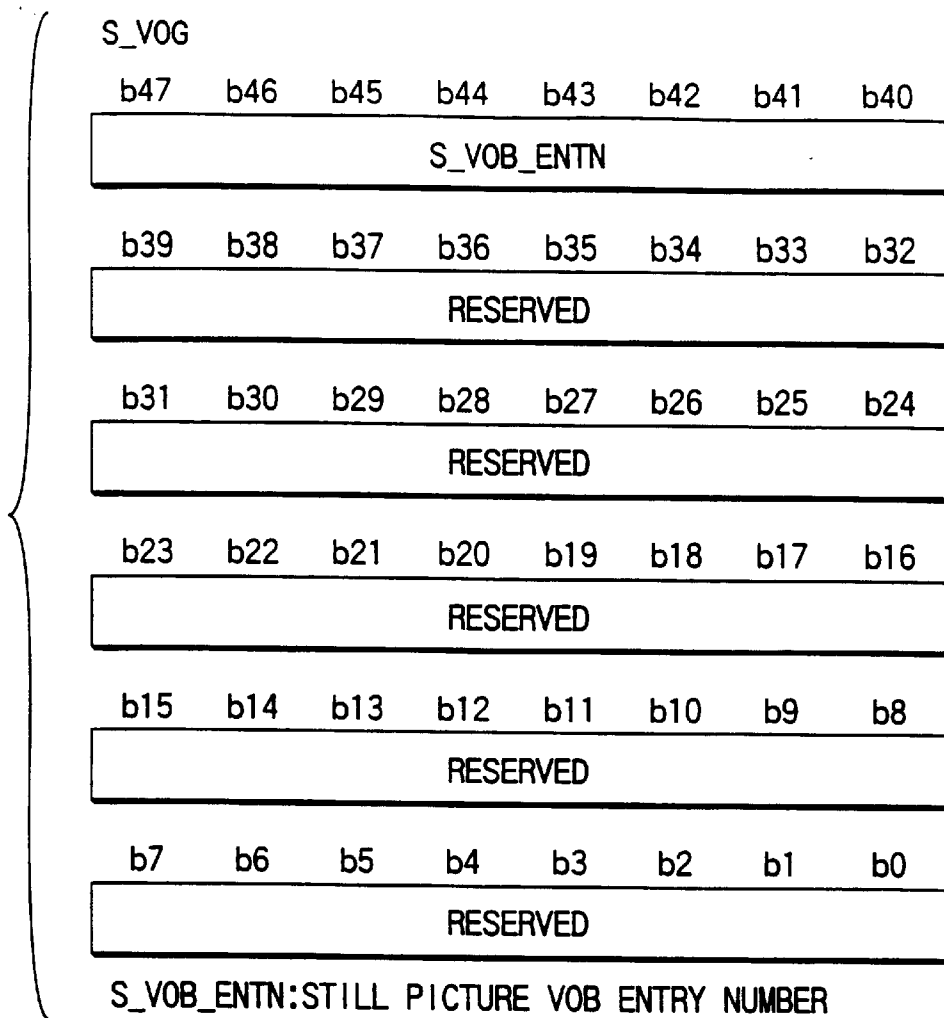 S_VOG
b47 b46 b45 b44 b43 b42 b41 b40
S_VOB_ENTN
b39 b38 b37 b36 b35 b34 b33 b32
RESERVED
b31 b30 b29 b28 b27 b26 b25 b24
RESERVED
b23 b22 b21 b20 b19 b18 b17 b16
RESERVED
b15 b14 b13 b12 b11 b10 b9 b8
RESERVED
b7 b6 b5 b4 b3 b2 b1 b0
RESERVED
S_VOB_ENTN:STILL PICTURE VOB ENTRY NUMBER